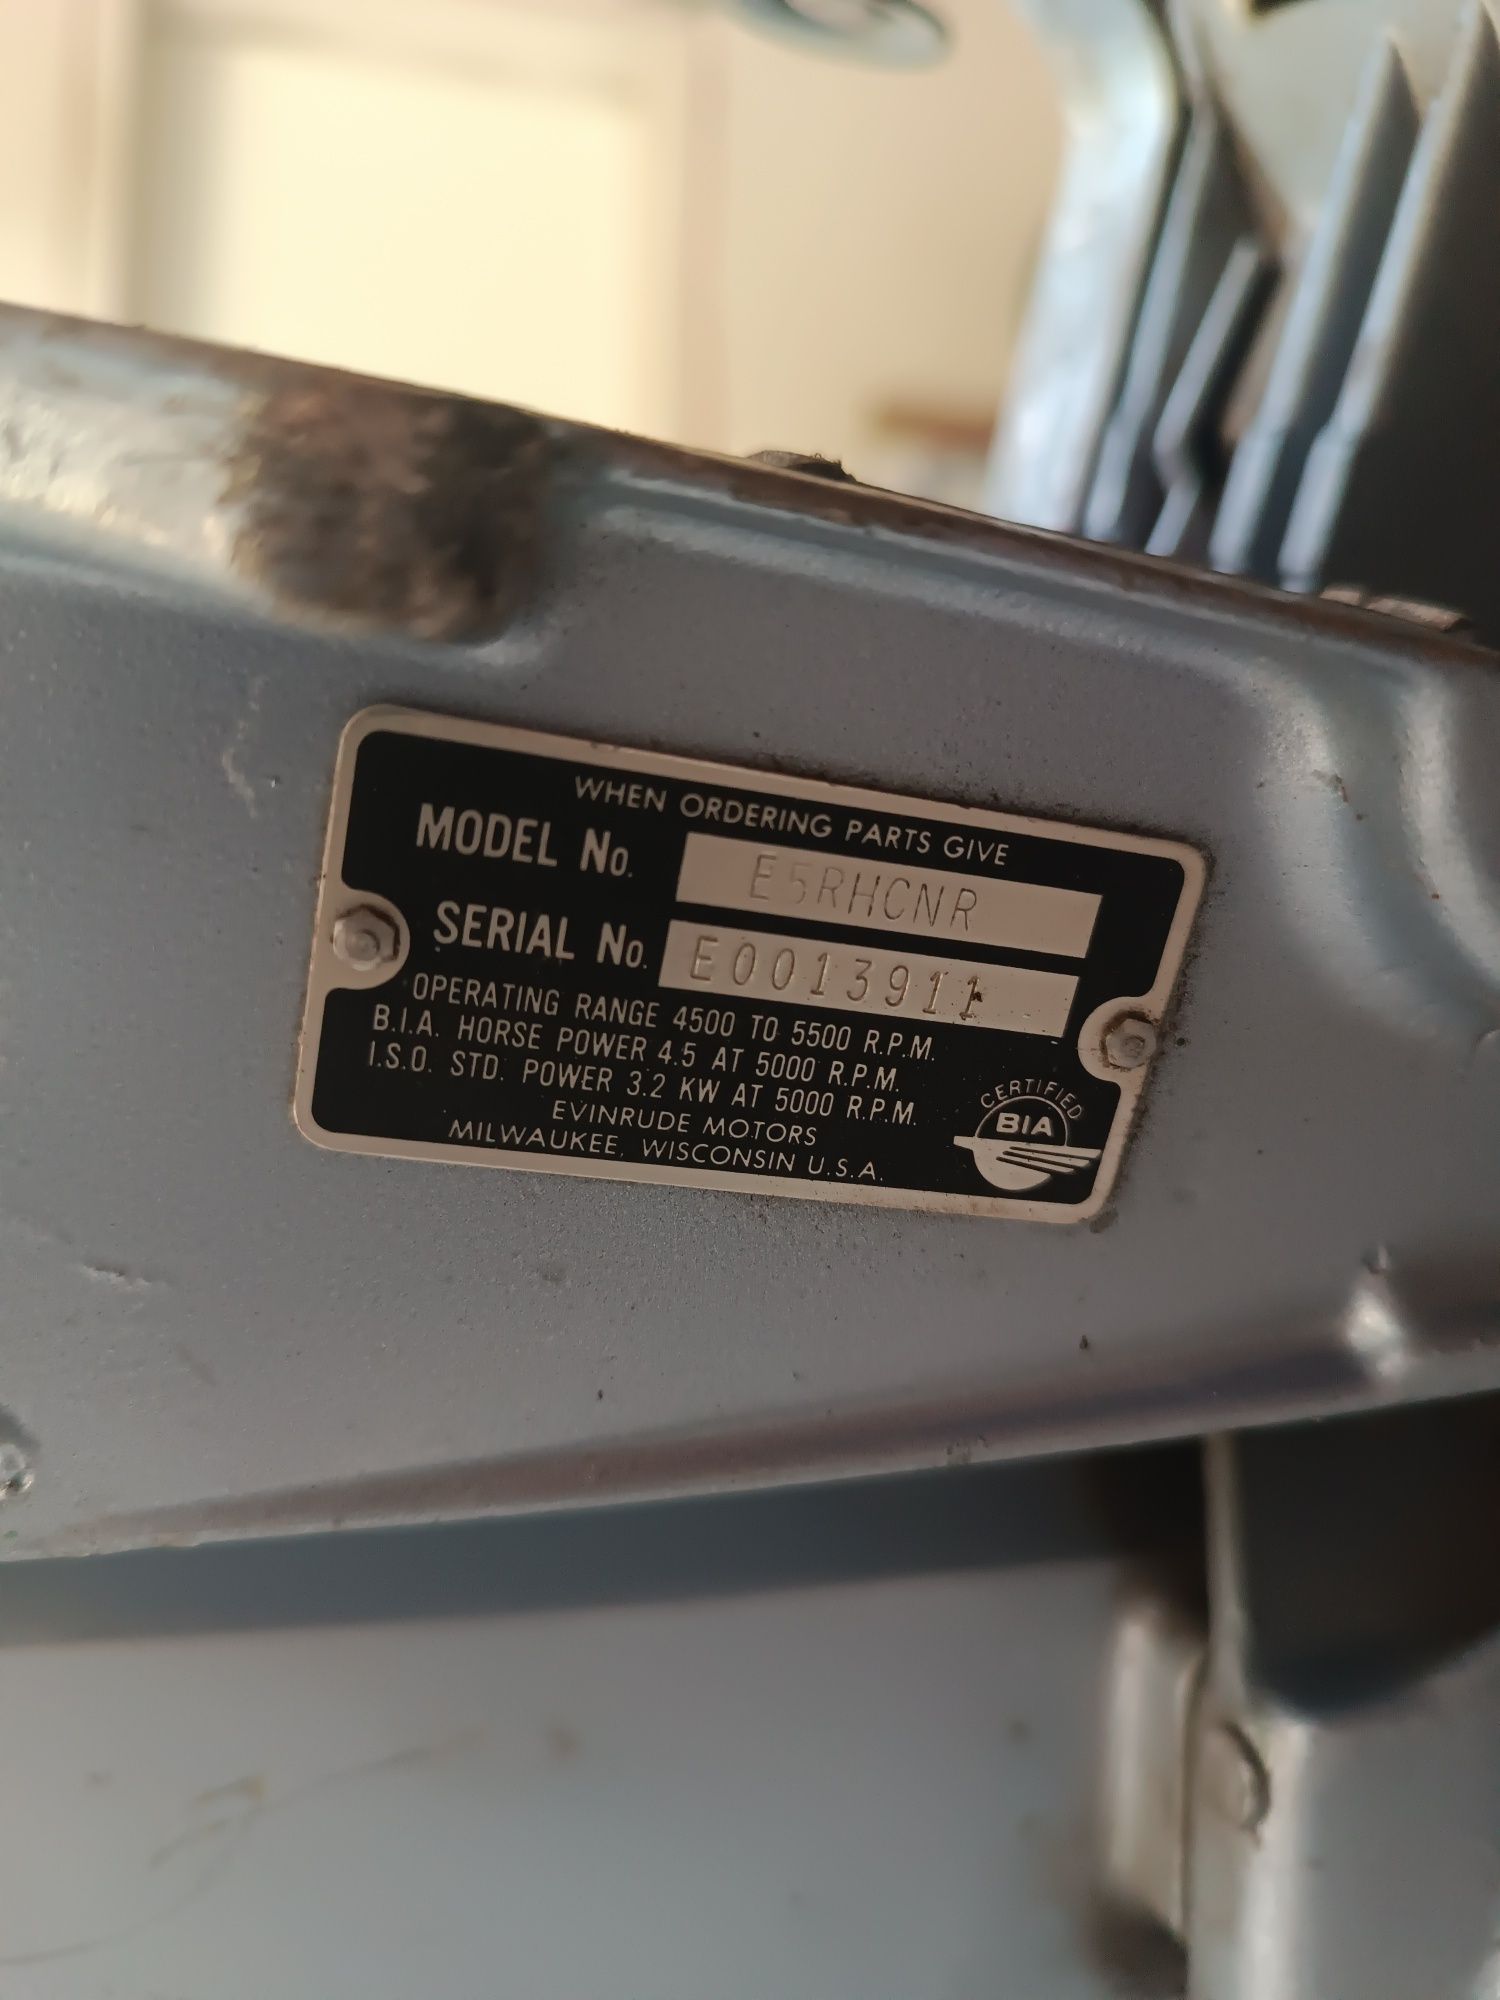 WHEN ORDERING PARTS GIVE
MODEL No. E5RHCNR
SERIAL No. E0013911
OPERATING RANGE 4500 TO 5500 R.P.M.
B.I.A. HORSE POWER 4.5 AT 5000 R.P.M.
I.S.O. STD. POWER 3.2 KW AT 5000 R.P.M.
EVINRUDE MOTORS
MILWAUKEE, WISCONSIN U.S.A.
CERTIFIED
BIA